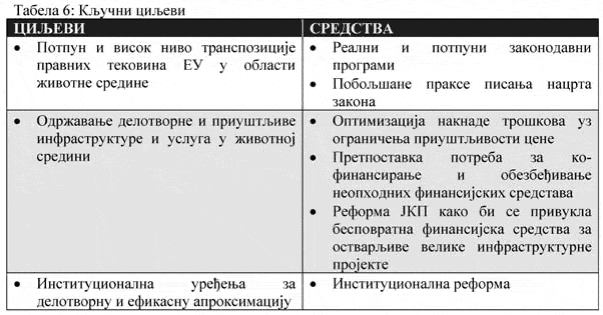 Табела 6: Кључни циљеви
ЦИЉЕВИ
СРЕДСТВА
• Потпун и висок ниво транспозиције
правних тековина ЕУ у области
животне средине
• Реални и потпуни законодавни
програми
• Побољшане праксе писања нацрта
закона
• Одржавање делотворне и приуштљиве
инфраструктуре и услуга у животној
средини
• Оптимизација накнаде трошкова уз
ограничења приуштљивости цене
• Претпоставка потреба за ко-
финансирање и обезбеђивање
неопходних финансијских средстава
• Реформа ЈКП како би се привукла
бесповратна финансијска средства за
остварљиве велике инфраструктурне
пројекте
• Институционална уређења за
делотворну и ефикасну апроксимацију
• Институционална реформа